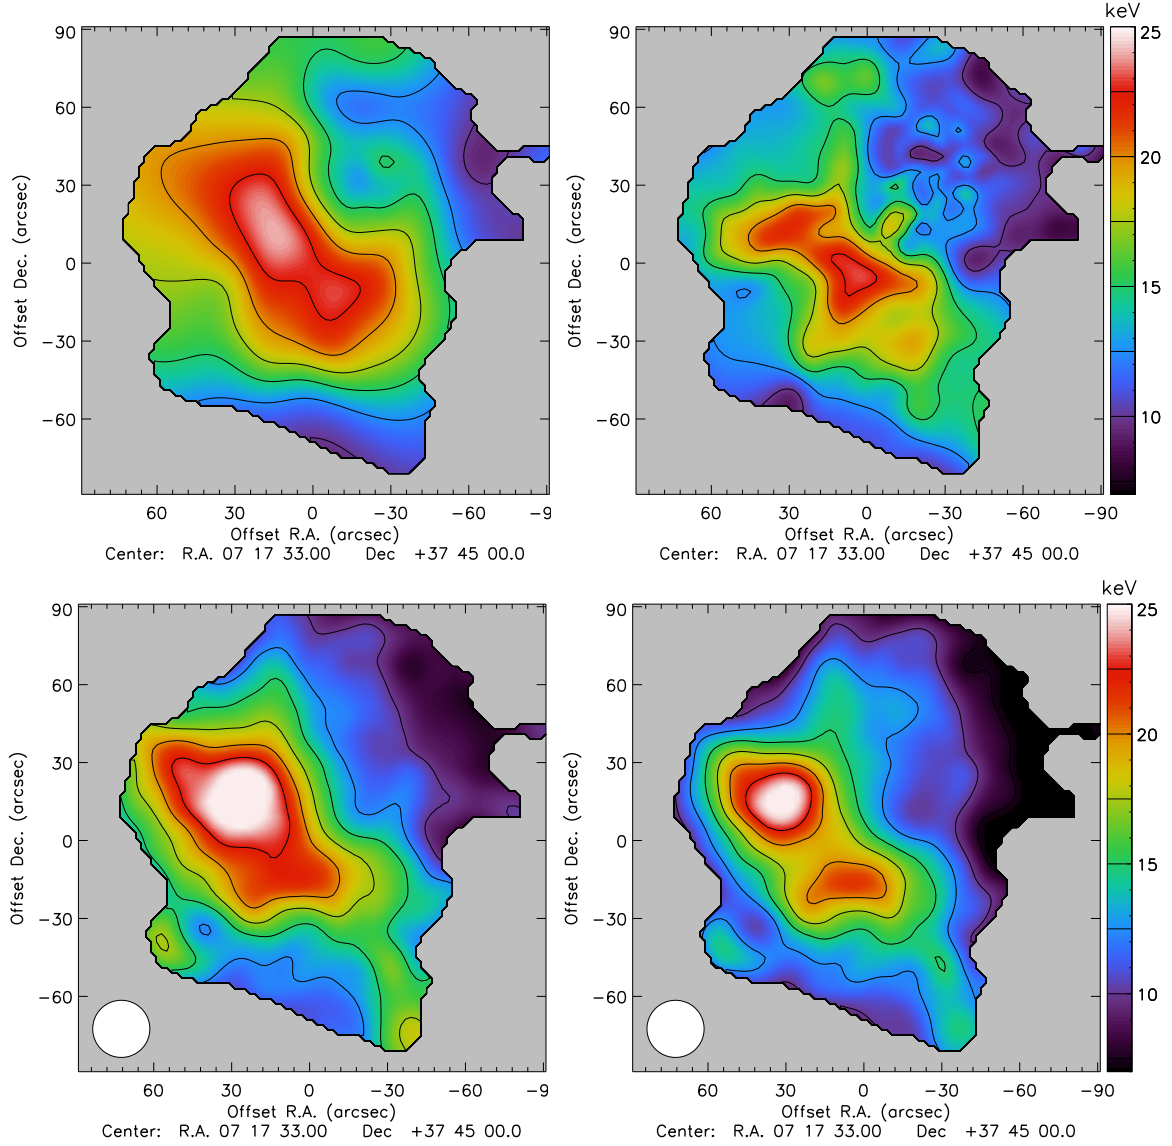 keV
90
60
30
0
−30
−60
60 30 0 −30 −60 −9
Offset Dec. (arcsec)
Offset R.A. (arcsec)
Center: R.A. 07 17 33.00 Dec +37 45 00.0
90
60
30
0
−30
−60
60 30 0 −30 −60 −90
Offset Dec. (arcsec)
Offset R.A. (arcsec)
Center: R.A. 07 17 33.00 Dec +37 45 00.0
25
20
15
10
keV
90
60
30
0
−30
−60
60 30 0 −30 −60 −9
Offset Dec. (arcsec)
Offset R.A. (arcsec)
Center: R.A. 07 17 33.00 Dec +37 45 00.0
90
60
30
0
−30
−60
60 30 0 −30 −60 −90
Offset Dec. (arcsec)
Offset R.A. (arcsec)
Center: R.A. 07 17 33.00 Dec +37 45 00.0
25
20
15
10